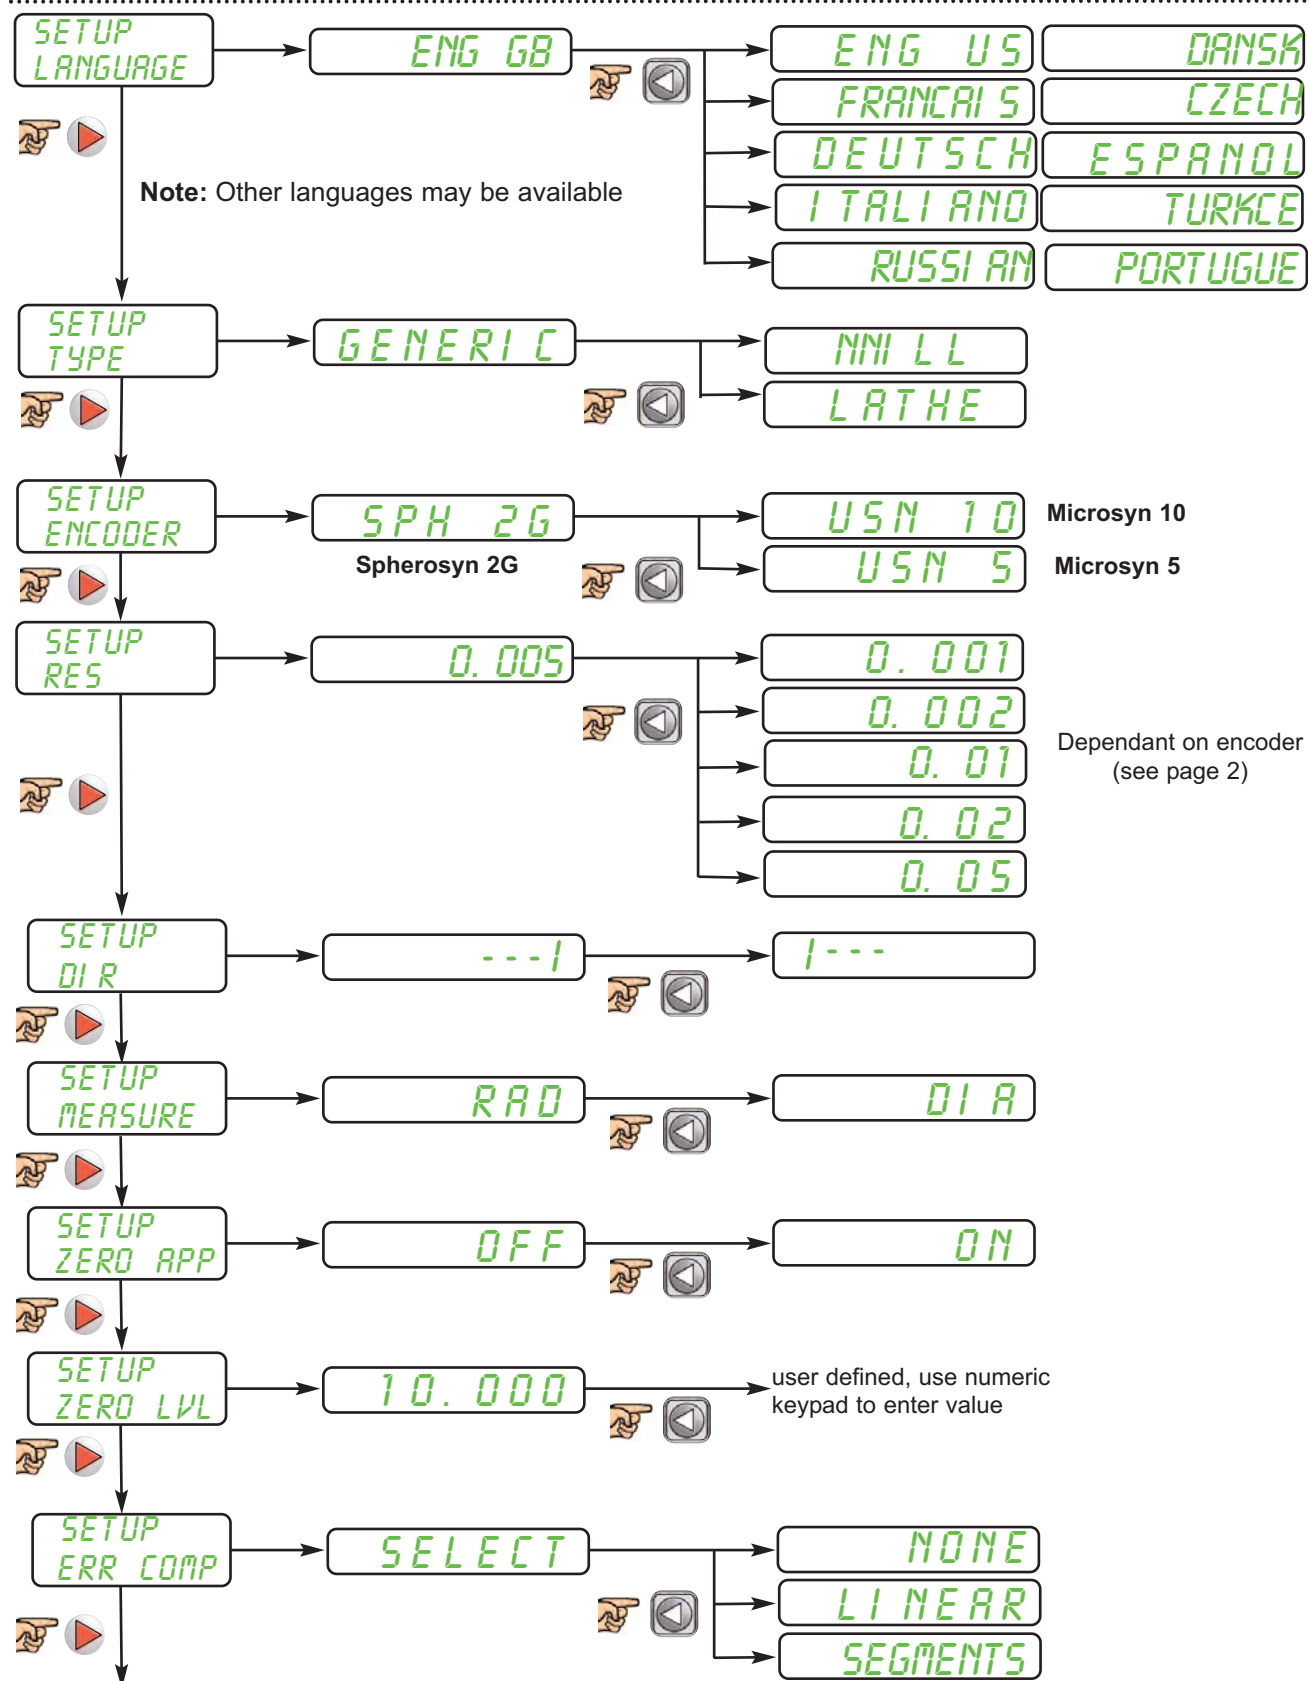 SETUP
LANGUAGE
ENG GB
ENG US
DANSK
FRANCAIS
CZECH
DEUTSCH
ESPANOL
Note: Other languages may be available
ITALIANO
TURKCE
RUSSIAN
PORTUGUE
SETUP
TYPE
GENERIC
MMILL
LATHE
SETUP
ENCODER
SPH 2G
Spherosyn 2G
USN 10
Microsyn 10
USN 5
Microsyn 5
SETUP
RES
0.005
0.001
0.002
0.01
0.02
0.05
Dependant on encoder
(see page 2)
SETUP
DIR
---I
I---
SETUP
MEASURE
RAD
DIA
SETUP
ZERO APP
OFF
ON
SETUP
ZERO LVL
10.000
user defined, use numeric
keypad to enter value
SETUP
ERR COMP
SELECT
NONE
LINEAR
SEGMENTS